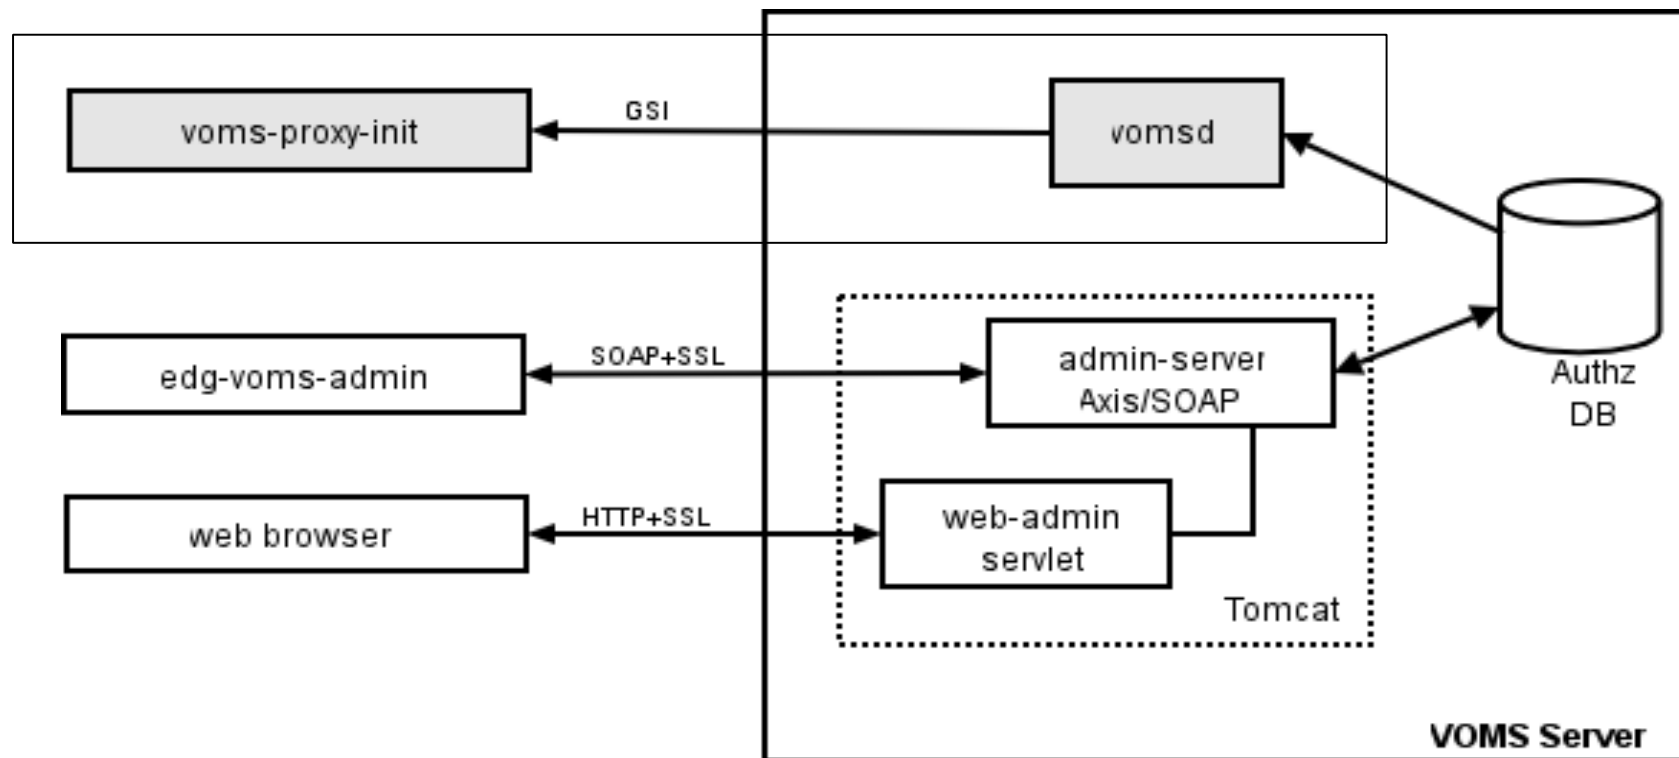 GSI
voms-proxy-init
vomsd
SOAP+SSL
edg-voms-admin
admin-server
Axis/SOAP
Authz
DB
HTTP+SSL
web browser
web-admin
servlet
Tomcat
VOMS Server